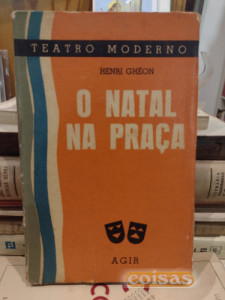 TEATRO MODERNO
HENRI GHÉON
O NATAL
NA PRAÇA
AGIR
coisas